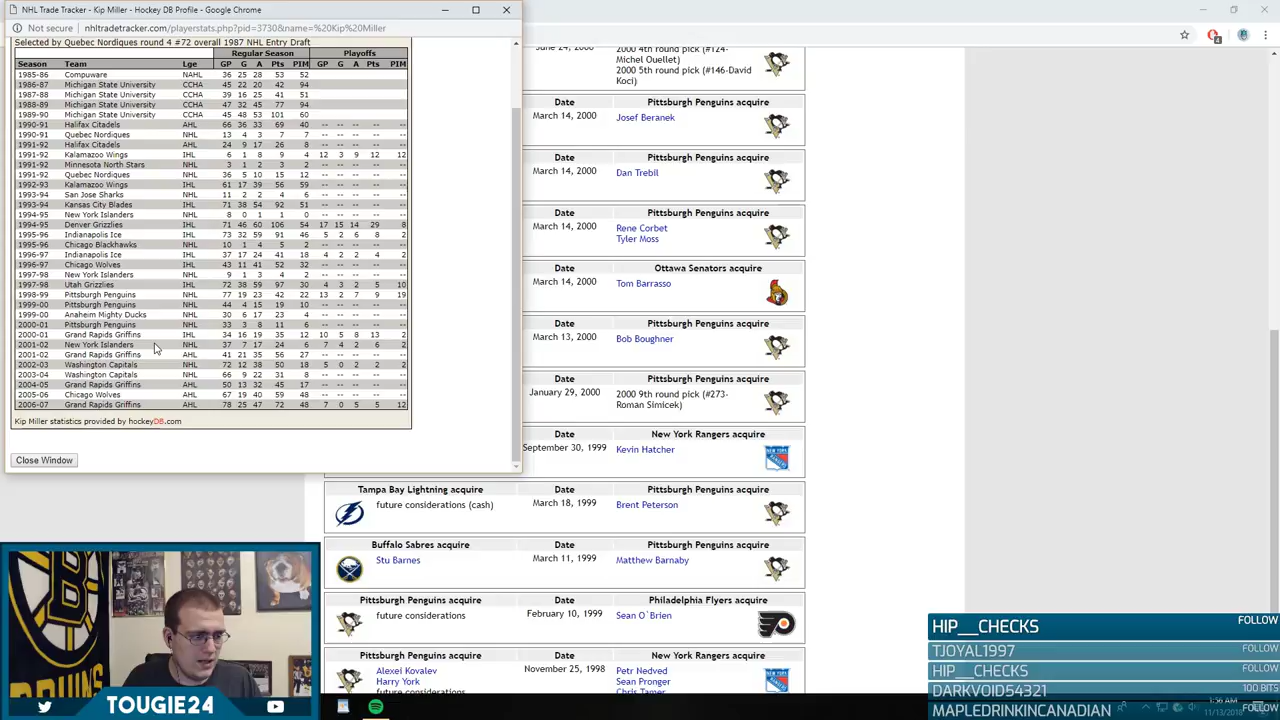 NHL Trade Tracker - Kip Miller - Hockey DB Profile - Google Chrome
Not secure | nhltradetracker.com/playerstats.php?pid=3730&name=%20Kip%20Miller
Selected by Quebec Nordiques round 4 #72 overall 1987 NHL Entry Draft
Regular Season Playoffs
Season Team Lge GP G A Pts PIM GP G A Pts PIM
1985-86 Compuware NAHL 36 25 28 53 52
1986-87 Michigan State University CCHA 45 22 20 42 94
1987-88 Michigan State University CCHA 39 16 25 41 51
1988-89 Michigan State University CCHA 47 32 45 77 94
1989-90 Michigan State University CCHA 45 48 53 101 60
1990-91 Halifax Citadels AHL 66 36 33 69 40 -- -- -- -- --
1990-91 Quebec Nordiques NHL 13 4 3 7 7 -- -- -- -- --
1991-92 Halifax Citadels AHL 24 9 17 26 8 -- -- -- -- --
1991-92 Kalamazoo Wings IHL 6 1 8 9 4 12 3 9 12 12
1991-92 Minnesota North Stars NHL 3 1 2 3 2 -- -- -- -- --
1991-92 Quebec Nordiques NHL 36 5 10 15 12 -- -- -- -- --
1992-93 Kalamazoo Wings IHL 61 17 39 56 59 -- -- -- -- --
1993-94 San Jose Sharks NHL 11 2 2 4 6 -- -- -- -- --
1993-94 Kansas City Blades IHL 71 38 54 92 51 -- -- -- -- --
1994-95 New York Islanders NHL 8 0 1 1 0 -- -- -- -- --
1994-95 Denver Grizzlies IHL 71 46 60 106 54 17 15 14 29 8
1995-96 Indianapolis Ice IHL 73 32 59 91 46 5 2 6 8 2
1995-96 Chicago Blackhawks NHL 10 1 4 5 2 -- -- -- -- --
1996-97 Indianapolis Ice IHL 37 17 24 41 18 4 2 2 4 2
1996-97 Chicago Wolves IHL 43 11 41 52 32 -- -- -- -- --
1997-98 New York Islanders NHL 9 1 3 4 2 -- -- -- -- --
1997-98 Utah Grizzlies IHL 72 38 59 97 30 4 3 2 5 10
1998-99 Pittsburgh Penguins NHL 77 19 23 42 22 13 2 7 9 19
1999-00 Pittsburgh Penguins NHL 44 4 15 19 10 -- -- -- -- --
1999-00 Anaheim Mighty Ducks NHL 30 6 17 23 4 -- -- -- -- --
2000-01 Pittsburgh Penguins NHL 33 3 8 11 6 -- -- -- -- --
2000-01 Grand Rapids Griffins IHL 34 16 19 35 12 10 5 8 13 2
2001-02 New York Islanders NHL 37 7 17 24 6 7 4 2 6 2
2001-02 Grand Rapids Griffins AHL 41 21 35 56 27 -- -- -- -- --
2002-03 Washington Capitals NHL 72 12 38 50 18 5 0 2 2 2
2003-04 Washington Capitals NHL 66 9 22 31 8 -- -- -- -- --
2004-05 Grand Rapids Griffins AHL 50 13 32 45 17 -- -- -- -- --
2005-06 Chicago Wolves AHL 67 19 40 59 48 -- -- -- -- --
2006-07 Grand Rapids Griffins AHL 78 25 47 72 48 7 0 5 5 12
Kip Miller statistics provided by hockeyDB.com
Close Window
2000 4th round pick (#124-
Michel Ouellet)
2000 5th round pick (#146-David
Koci)
Date Pittsburgh Penguins acquire
March 14, 2000 Josef Beranek
Date Pittsburgh Penguins acquire
March 14, 2000 Dan Trebil
Date Pittsburgh Penguins acquire
March 14, 2000 Rene Corbet
Tyler Moss
Date Ottawa Senators acquire
March 14, 2000 Tom Barrasso
Date Pittsburgh Penguins acquire
March 13, 2000 Bob Boughner
Date Pittsburgh Penguins acquire
January 29, 2000 2000 9th round pick (#273-
Roman Simicek)
Date New York Rangers acquire
September 30, 1999 Kevin Hatcher
NEW YORK
Tampa Bay Lightning acquire Date Pittsburgh Penguins acquire
future considerations (cash) March 18, 1999 Brent Peterson
Buffalo Sabres acquire Date Pittsburgh Penguins acquire
Stu Barnes March 11, 1999 Matthew Barnaby
Pittsburgh Penguins acquire Date Philadelphia Flyers acquire
future considerations February 10, 1999 Sean O`Brien
Pittsburgh Penguins acquire Date New York Rangers acquire
Alexei Kovalev November 25, 1998 Petr Nedved
Harry York Sean Pronger
future considerations Chris Tamer
NEW YORK
TOUGIE24
HIP__CHECKS FOLLOW
TJOYAL1997 FOLLOW
HIP__CHECKS FOLLOW
DARKVOID54321 100 BITS
MAPLEDRINKINCANADIAN FOLLOW
1:56 AM
11/13/2018